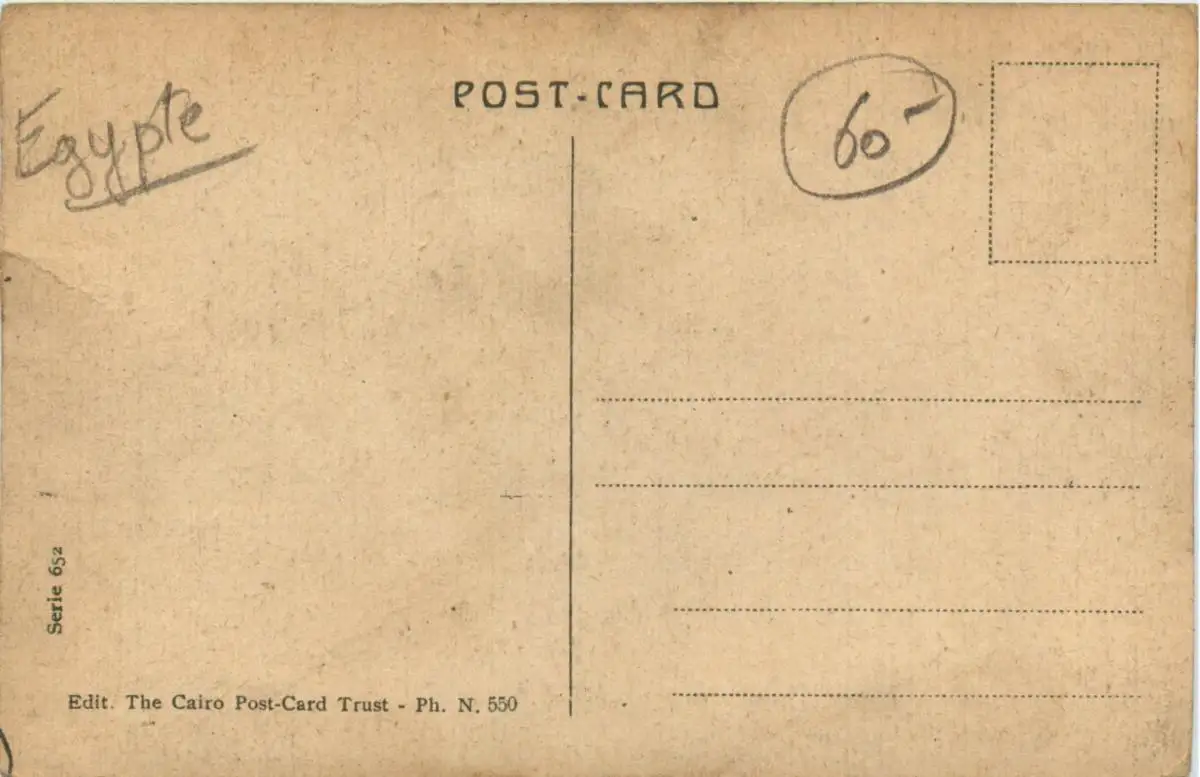 POST-CARD
Egypte
60-
Serie 652
Edit. The Cairo Post-Card Trust - Ph. N. 550